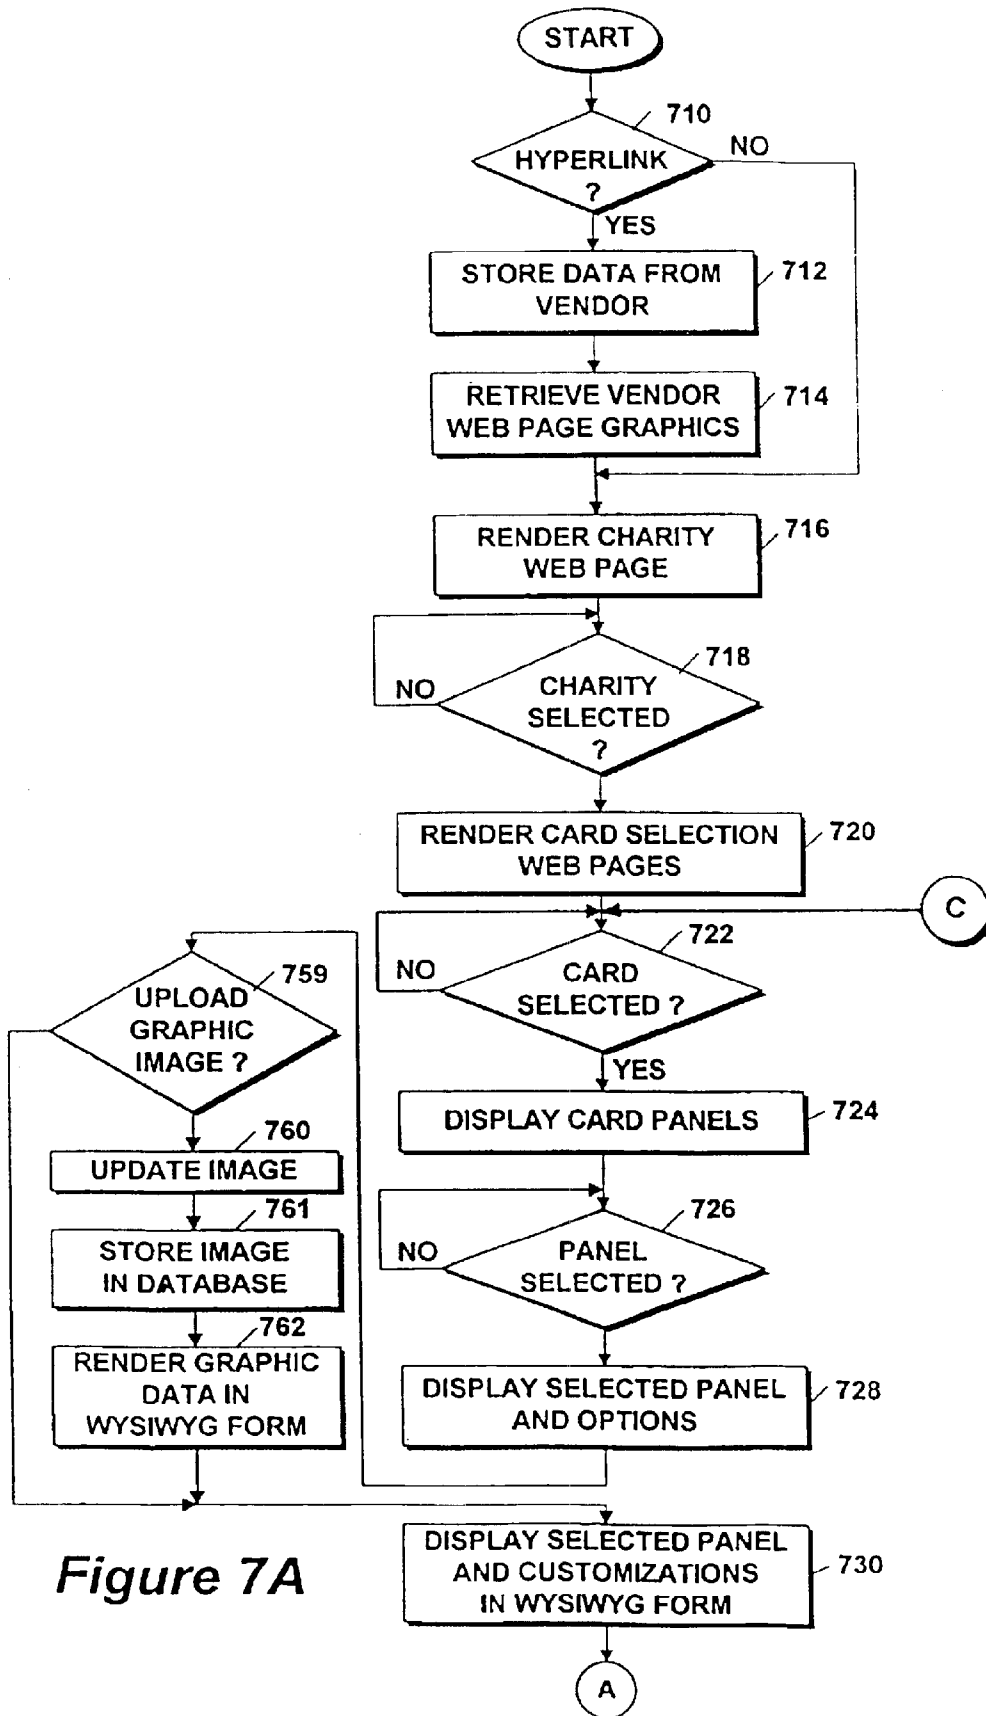 START
710
HYPERLINK
?
NO
YES
STORE DATA FROM
VENDOR
712
RETRIEVE VENDOR
WEB PAGE GRAPHICS
714
RENDER CHARITY
WEB PAGE
716
718
CHARITY
SELECTED
?
NO
RENDER CARD SELECTION
WEB PAGES
720
C
722
CARD
SELECTED ?
NO
YES
DISPLAY CARD PANELS
724
726
PANEL
SELECTED ?
NO
DISPLAY SELECTED PANEL
AND OPTIONS
728
759
UPLOAD
GRAPHIC
IMAGE ?
760
UPDATE IMAGE
761
STORE IMAGE
IN DATABASE
762
RENDER GRAPHIC
DATA IN
WYSIWYG FORM
DISPLAY SELECTED PANEL
AND CUSTOMIZATIONS
IN WYSIWYG FORM
730
A
Figure 7A